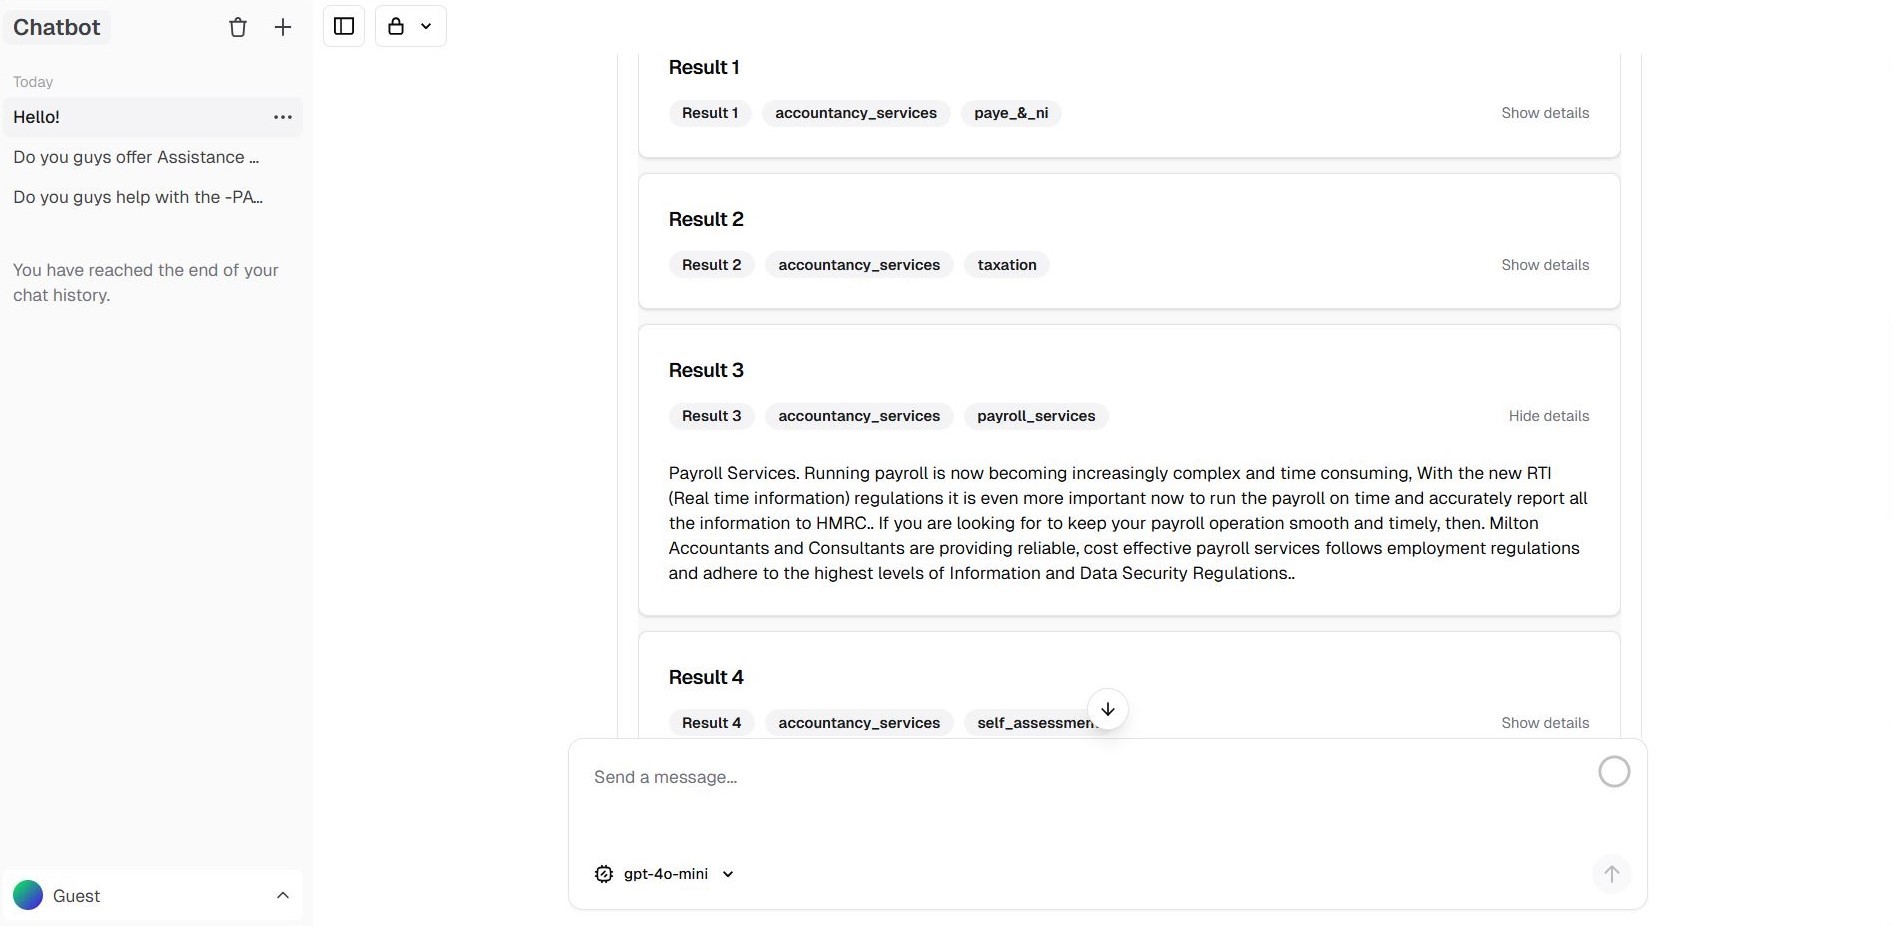 Chatbot
Today
Hello!
Do you guys offer Assistance ...
Do you guys help with the -PA...
You have reached the end of your
chat history.
Guest
Result 1
Result 1 accountancy_services paye_&_ni Show details
Result 2
Result 2 accountancy_services taxation Show details
Result 3
Result 3 accountancy_services payroll_services Hide details
Payroll Services. Running payroll is now becoming increasingly complex and time consuming, With the new RTI
(Real time information) regulations it is even more important now to run the payroll on time and accurately report all
the information to HMRC.. If you are looking for to keep your payroll operation smooth and timely, then. Milton
Accountants and Consultants are providing reliable, cost effective payroll services follows employment regulations
and adhere to the highest levels of Information and Data Security Regulations..
Result 4
Result 4 accountancy_services self_assessmen Show details
Send a message...
gpt-4o-mini